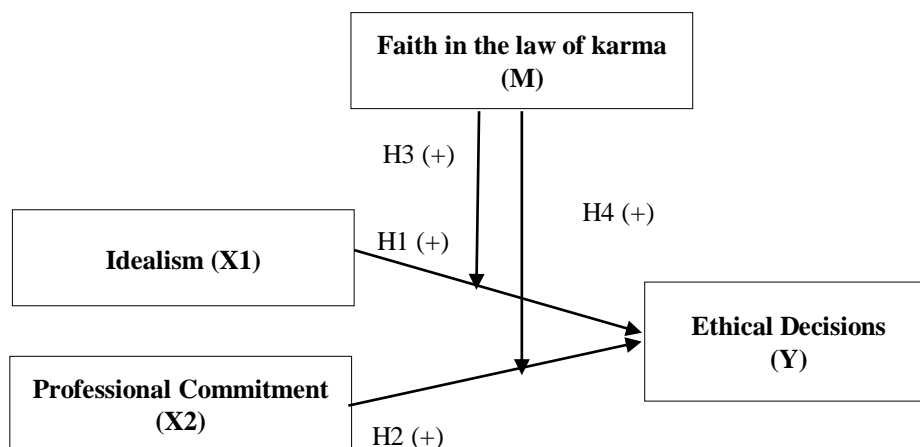 Faith in the law of karma
(M)
H3 (+)
H4 (+)
Idealism (X1)
H1 (+)
Ethical Decisions
(Y)
Professional Commitment
(X2)
H2 (+)